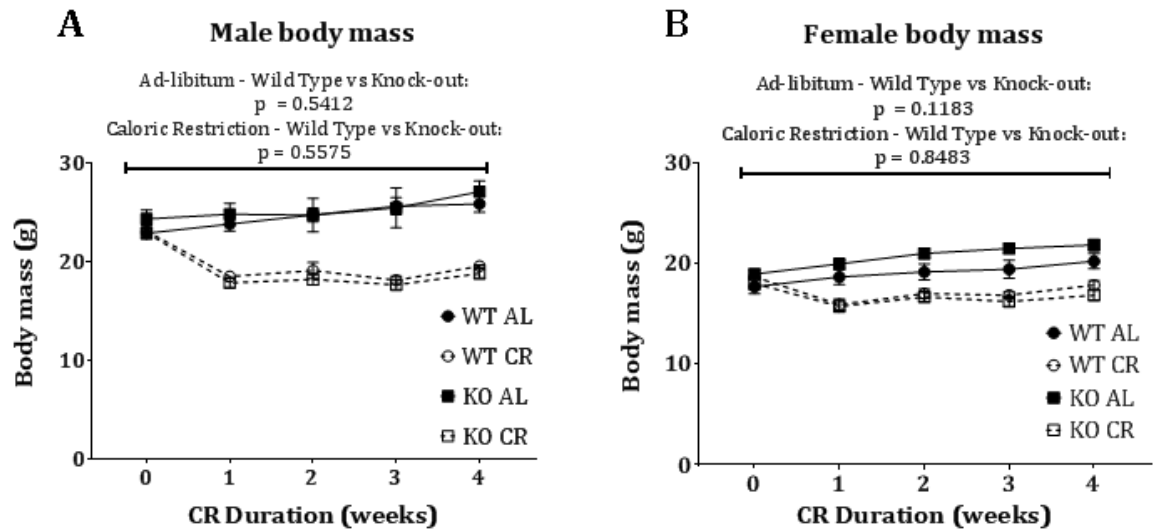 A
Male body mass
Ad-libitum - Wild Type vs Knock-out:
p = 0.5412
Caloric Restriction - Wild Type vs Knock-out:
p = 0.5575
Body mass (g)
30
20
10
0
WT AL
WT CR
KO AL
KO CR
0 1 2 3 4
CR Duration (weeks)
B
Female body mass
Ad-libitum - Wild Type vs Knock-out:
p = 0.1183
Caloric Restriction - Wild Type vs Knock-out:
p = 0.8483
Body mass (g)
30
20
10
0
WT AL
WT CR
KO AL
KO CR
0 1 2 3 4
CR Duration (weeks)